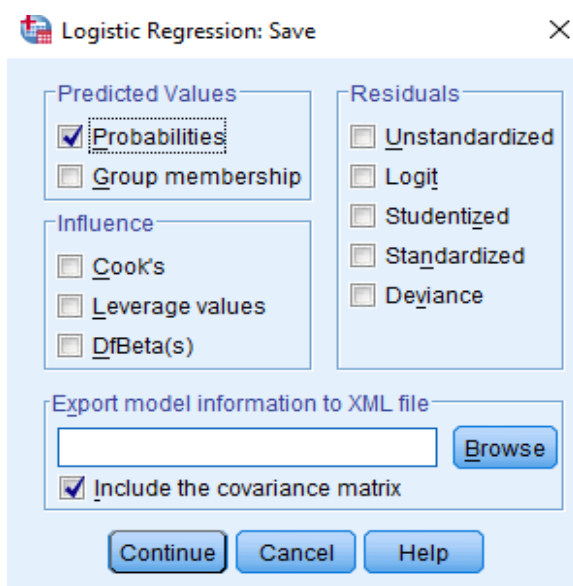 Logistic Regression: Save
Predicted Values
Probabilities
Group membership
Influence
Cook's
Leverage values
DfBeta(s)
Residuals
Unstandardized
Logit
Studentized
Standardized
Deviance
Export model information to XML file
Browse
Include the covariance matrix
Continue Cancel Help